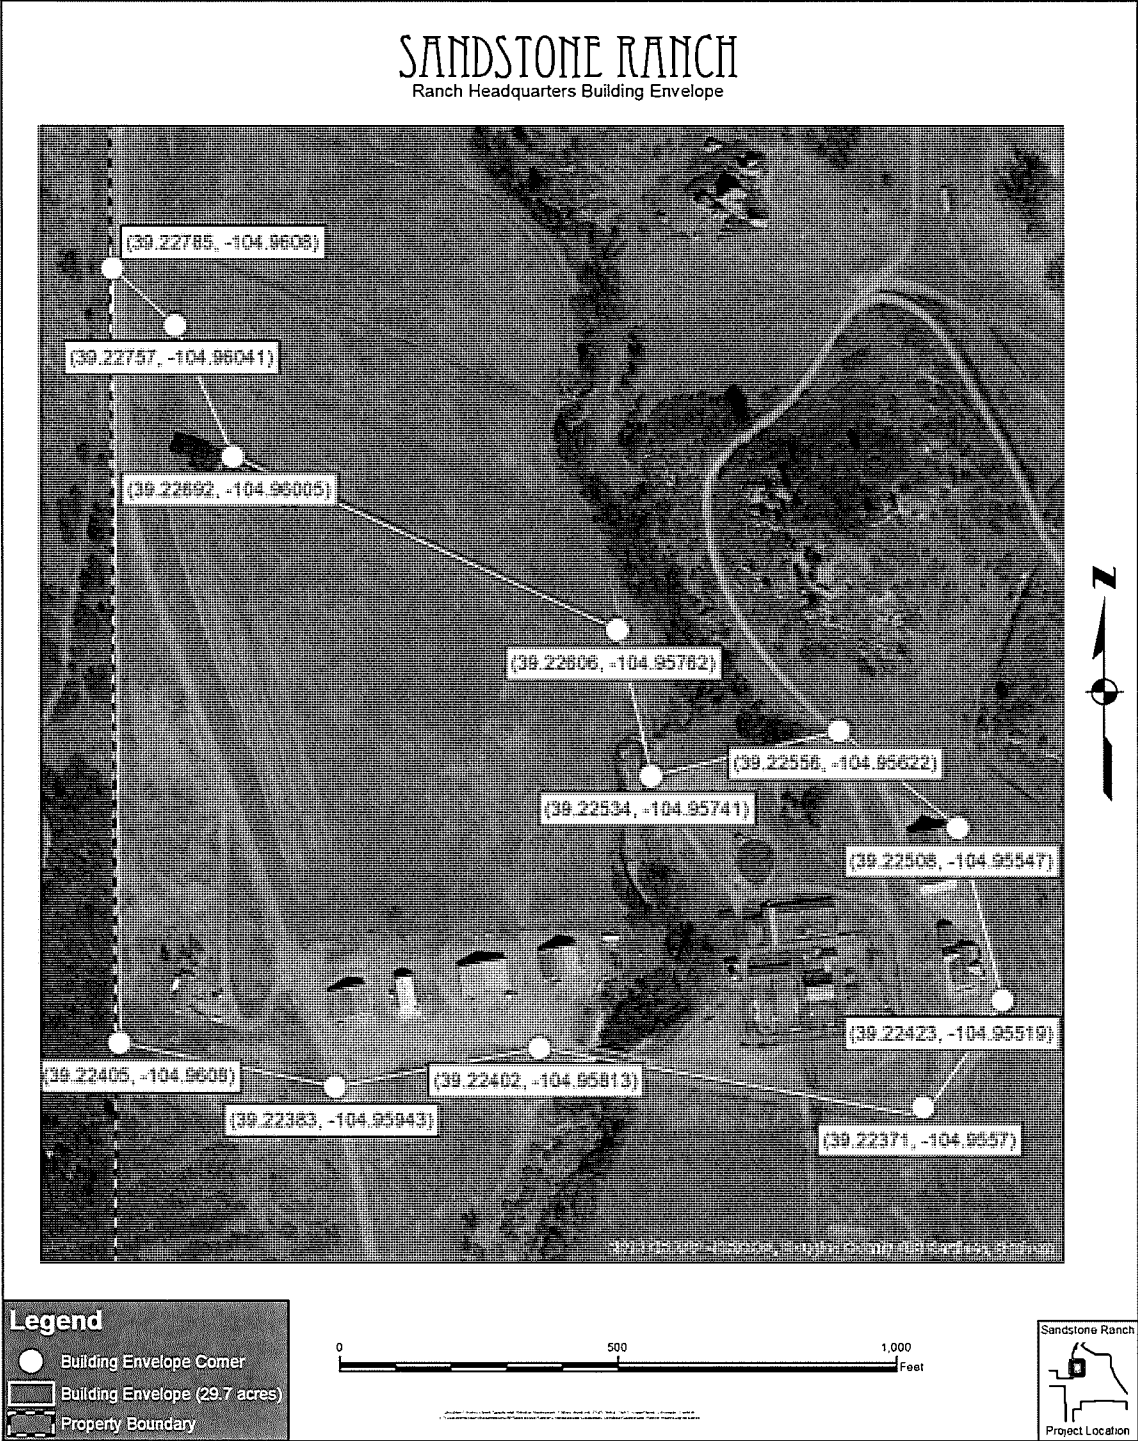 SANDSTONE RANCH
Ranch Headquarters Building Envelope
(39.22785, -104.9608)
(39.22757, -104.96041)
(39.22692, -104.96005)
(39.22606, -104.95762)
(39.22556, -104.95622)
(39.22534, -104.95741)
(39.22508, -104.95547)
(39.22423, -104.95519)
(39.22405, -104.9608)
(39.22402, -104.95813)
(39.22383, -104.95943)
(39.22371, -104.9557)
N
Legend
Building Envelope Corner
Building Envelope (29.7 acres)
Property Boundary
0 500 1,000
Feet
Sandstone Ranch
Project Location